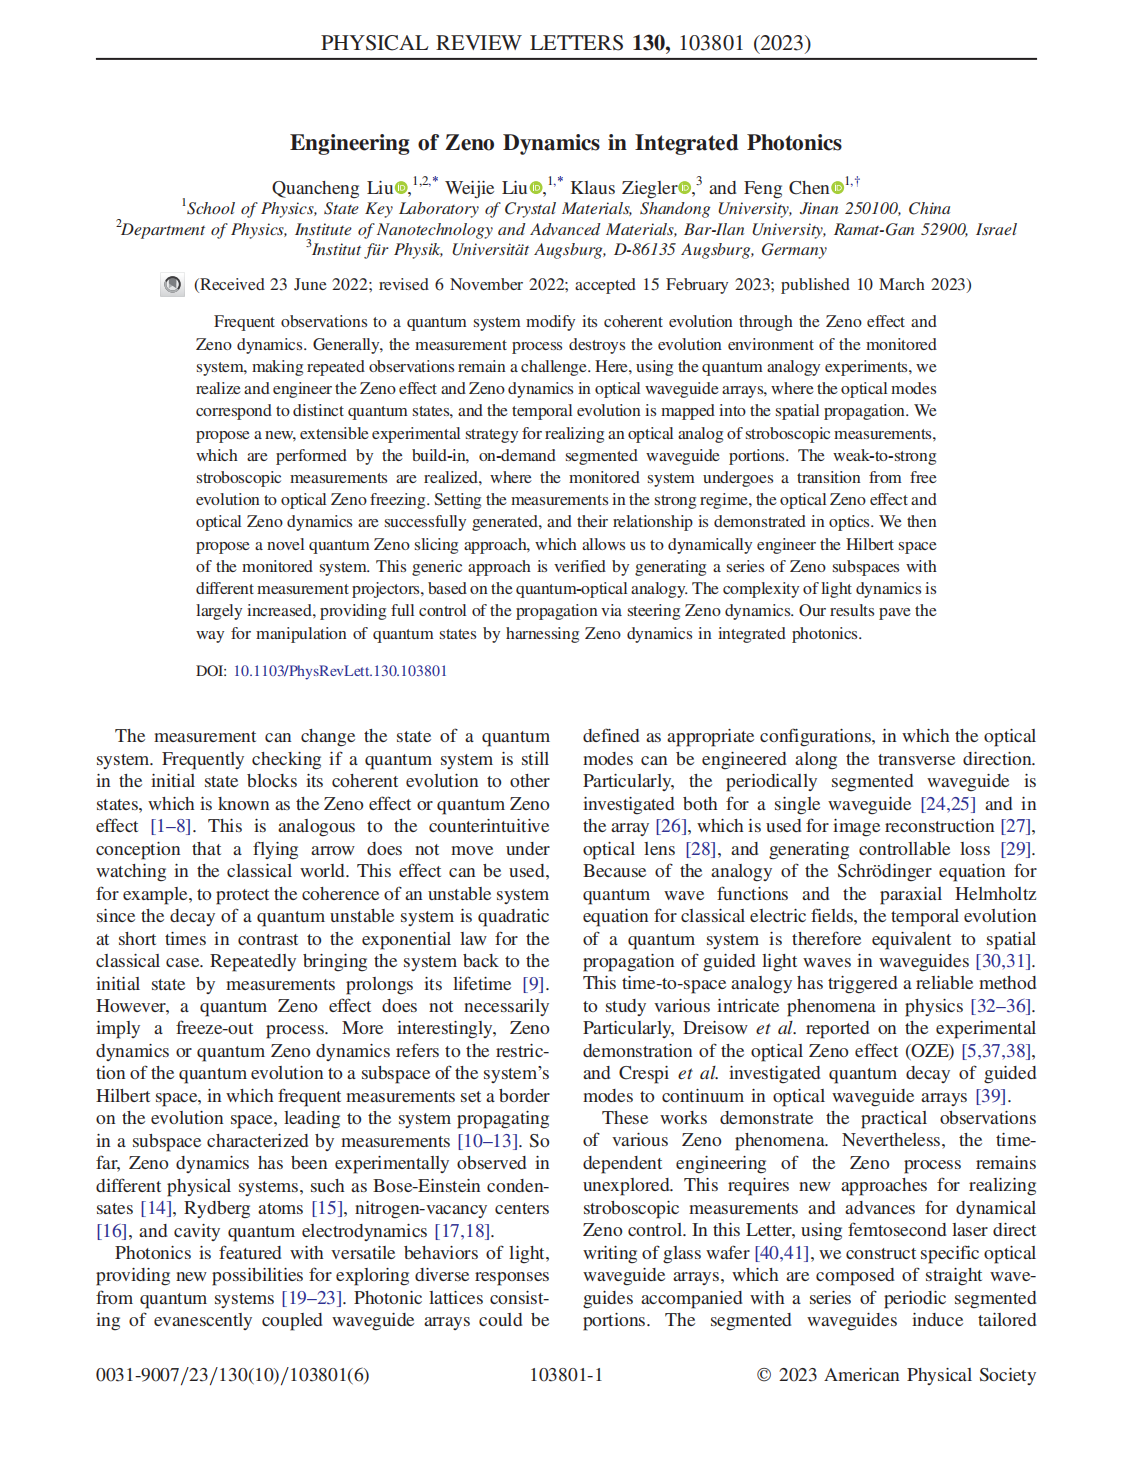 PHYSICAL REVIEW LETTERS 130, 103801 (2023)
Engineering of Zeno Dynamics in Integrated Photonics
Quancheng Liu,1,2,* Weijie Liu,1,* Klaus Ziegler,3 and Feng Chen1,†
1School of Physics, State Key Laboratory of Crystal Materials, Shandong University, Jinan 250100, China
2Department of Physics, Institute of Nanotechnology and Advanced Materials, Bar-Ilan University, Ramat-Gan 52900, Israel
3Institut für Physik, Universität Augsburg, D-86135 Augsburg, Germany
(Received 23 June 2022; revised 6 November 2022; accepted 15 February 2023; published 10 March 2023)
Frequent observations to a quantum system modify its coherent evolution through the Zeno effect and
Zeno dynamics. Generally, the measurement process destroys the evolution environment of the monitored
system, making repeated observations remain a challenge. Here, using the quantum analogy experiments, we
realize and engineer the Zeno effect and Zeno dynamics in optical waveguide arrays, where the optical modes
correspond to distinct quantum states, and the temporal evolution is mapped into the spatial propagation. We
propose a new, extensible experimental strategy for realizing an optical analog of stroboscopic measurements,
which are performed by the build-in, on-demand segmented waveguide portions. The weak-to-strong
stroboscopic measurements are realized, where the monitored system undergoes a transition from free
evolution to optical Zeno freezing. Setting the measurements in the strong regime, the optical Zeno effect and
optical Zeno dynamics are successfully generated, and their relationship is demonstrated in optics. We then
propose a novel quantum Zeno slicing approach, which allows us to dynamically engineer the Hilbert space
of the monitored system. This generic approach is verified by generating a series of Zeno subspaces with
different measurement projectors, based on the quantum-optical analogy. The complexity of light dynamics is
largely increased, providing full control of the propagation via steering Zeno dynamics. Our results pave the
way for manipulation of quantum states by harnessing Zeno dynamics in integrated photonics.
DOI: 10.1103/PhysRevLett.130.103801
The measurement can change the state of a quantum
system. Frequently checking if a quantum system is still
in the initial state blocks its coherent evolution to other
states, which is known as the Zeno effect or quantum Zeno
effect [1–8]. This is analogous to the counterintuitive
conception that a flying arrow does not move under
watching in the classical world. This effect can be used,
for example, to protect the coherence of an unstable system
since the decay of a quantum unstable system is quadratic
at short times in contrast to the exponential law for the
classical case. Repeatedly bringing the system back to the
initial state by measurements prolongs its lifetime [9].
However, a quantum Zeno effect does not necessarily
imply a freeze-out process. More interestingly, Zeno
dynamics or quantum Zeno dynamics refers to the restric-
tion of the quantum evolution to a subspace of the system's
Hilbert space, in which frequent measurements set a border
on the evolution space, leading to the system propagating
in a subspace characterized by measurements [10–13]. So
far, Zeno dynamics has been experimentally observed in
different physical systems, such as Bose-Einstein conden-
sates [14], Rydberg atoms [15], nitrogen-vacancy centers
[16], and cavity quantum electrodynamics [17,18].
Photonics is featured with versatile behaviors of light,
providing new possibilities for exploring diverse responses
from quantum systems [19–23]. Photonic lattices consist-
ing of evanescently coupled waveguide arrays could be
defined as appropriate configurations, in which the optical
modes can be engineered along the transverse direction.
Particularly, the periodically segmented waveguide is
investigated both for a single waveguide [24,25] and in
the array [26], which is used for image reconstruction [27],
optical lens [28], and generating controllable loss [29].
Because of the analogy of the Schrödinger equation for
quantum wave functions and the paraxial Helmholtz
equation for classical electric fields, the temporal evolution
of a quantum system is therefore equivalent to spatial
propagation of guided light waves in waveguides [30,31].
This time-to-space analogy has triggered a reliable method
to study various intricate phenomena in physics [32–36].
Particularly, Dreisow et al. reported on the experimental
demonstration of the optical Zeno effect (OZE) [5,37,38],
and Crespi et al. investigated quantum decay of guided
modes to continuum in optical waveguide arrays [39].
These works demonstrate the practical observations
of various Zeno phenomena. Nevertheless, the time-
dependent engineering of the Zeno process remains
unexplored. This requires new approaches for realizing
stroboscopic measurements and advances for dynamical
Zeno control. In this Letter, using femtosecond laser direct
writing of glass wafer [40,41], we construct specific optical
waveguide arrays, which are composed of straight wave-
guides accompanied with a series of periodic segmented
portions. The segmented waveguides induce tailored
0031-9007/23/130(10)/103801(6)
103801-1
© 2023 American Physical Society